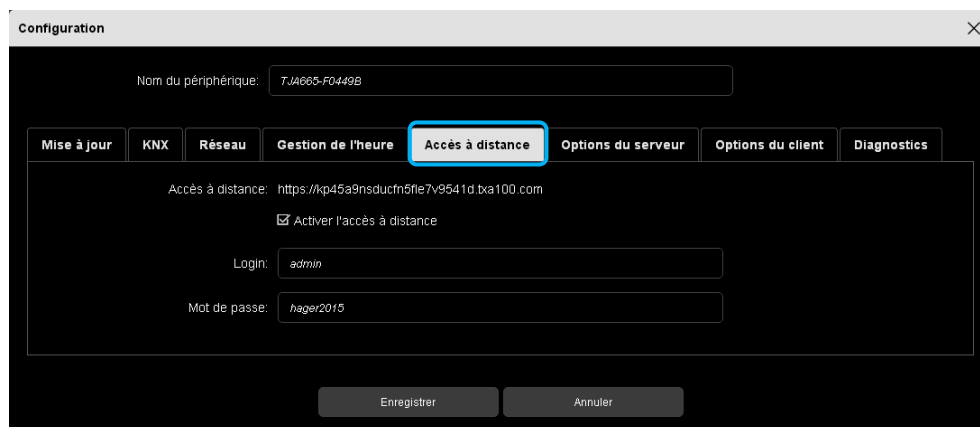 Configuration
Nom du périphérique: TJA665-F0449B
Mise à jour KNX Réseau Gestion de l'heure Accès à distance Options du serveur Options du client Diagnostics
Accès à distance: https://kp45a9nsducfn5fle7v9541d.txa100.com
Activer l'accès à distance
Login: admin
Mot de passe: hager2015
Enregistrer Annuler